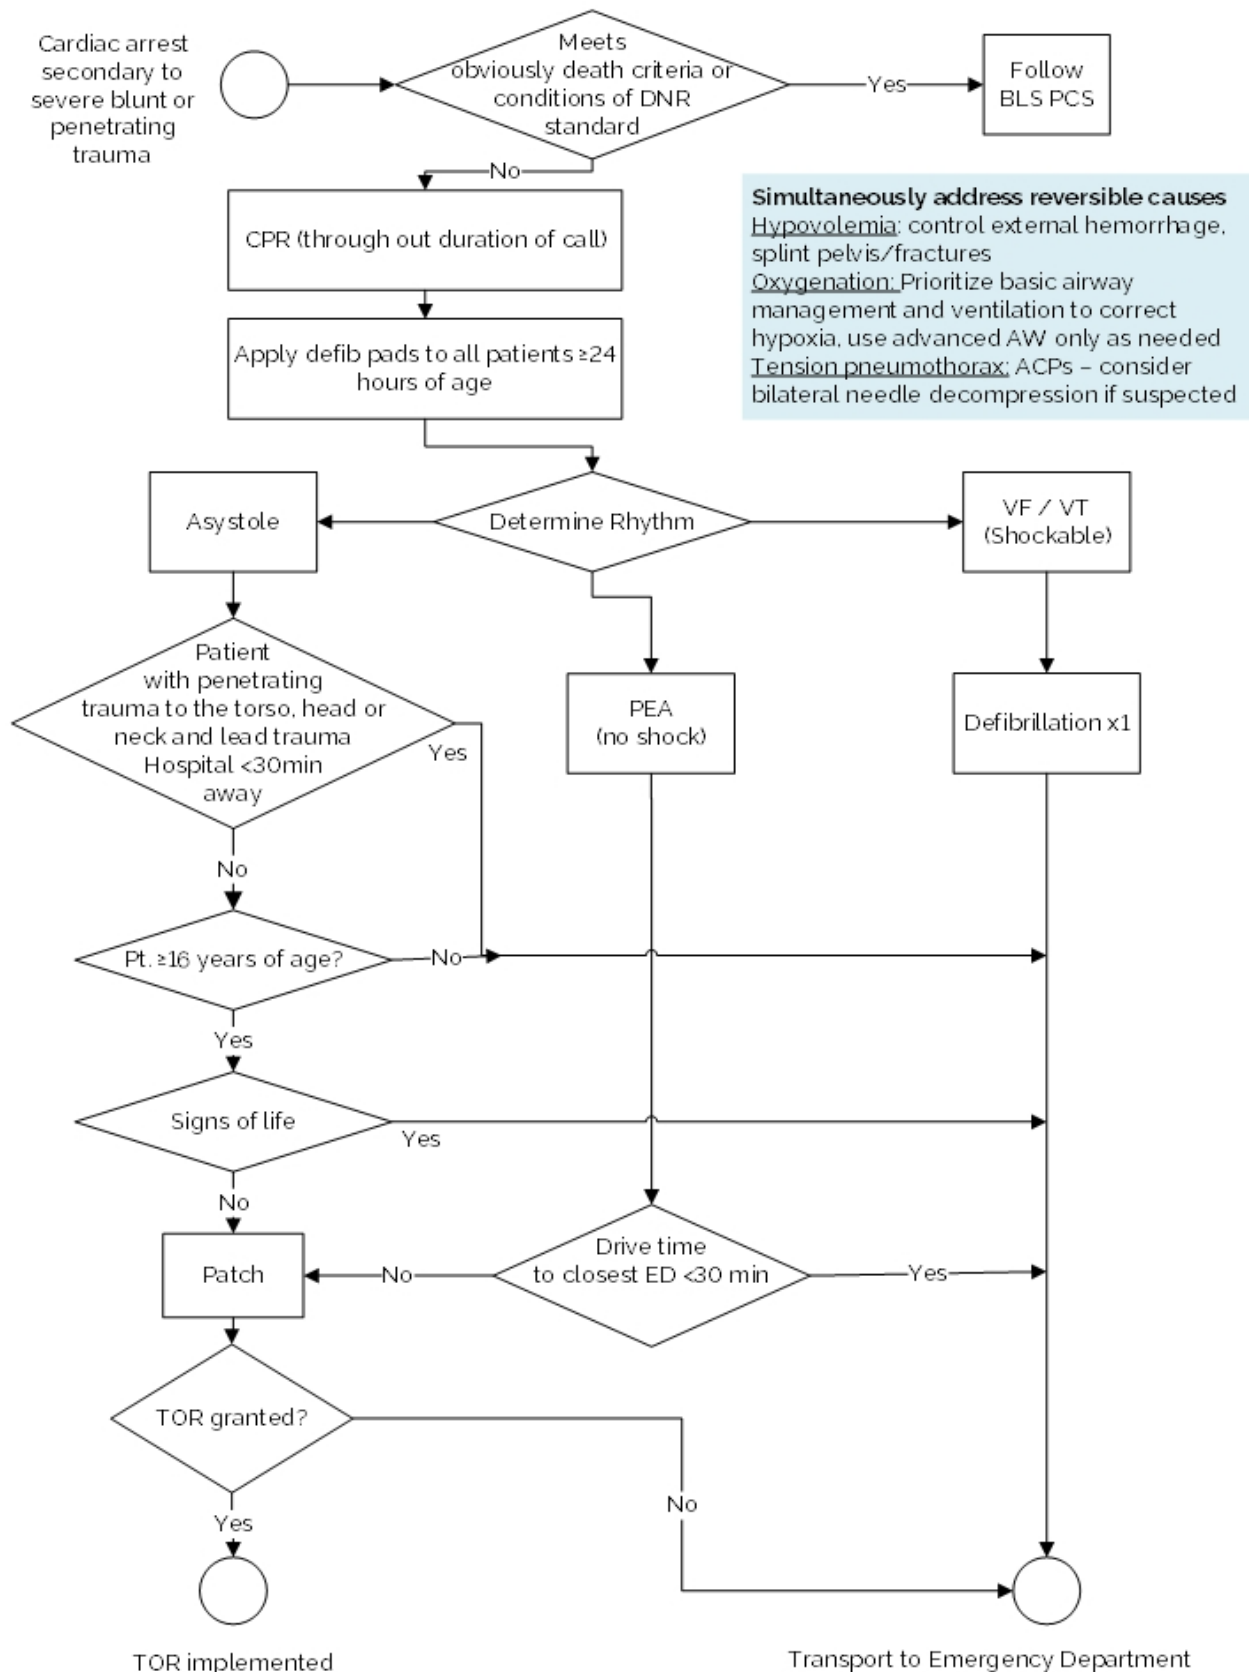 Cardiac arrest
secondary to
severe blunt or
penetrating
trauma
Meets
obviously death criteria or
conditions of DNR
standard
Yes
Follow
BLS PCS
No
CPR (through out duration of call)
Simultaneously address reversible causes
Hypovolemia: control external hemorrhage,
splint pelvis/fractures
Oxygenation: Prioritize basic airway
management and ventilation to correct
hypoxia, use advanced AW only as needed
Tension pneumothorax: ACPs – consider
bilateral needle decompression if suspected
Apply defib pads to all patients ≥24
hours of age
Determine Rhythm
Asystole
VF / VT
(Shockable)
Patient
with penetrating
trauma to the torso, head or
neck and lead trauma
Hospital <30min
away
Yes
PEA
(no shock)
Defibrillation x1
No
Pt. ≥16 years of age?
No
Yes
Signs of life
Yes
No
Patch
No
Drive time
to closest ED <30 min
Yes
TOR granted?
No
Yes
TOR implemented
Transport to Emergency Department